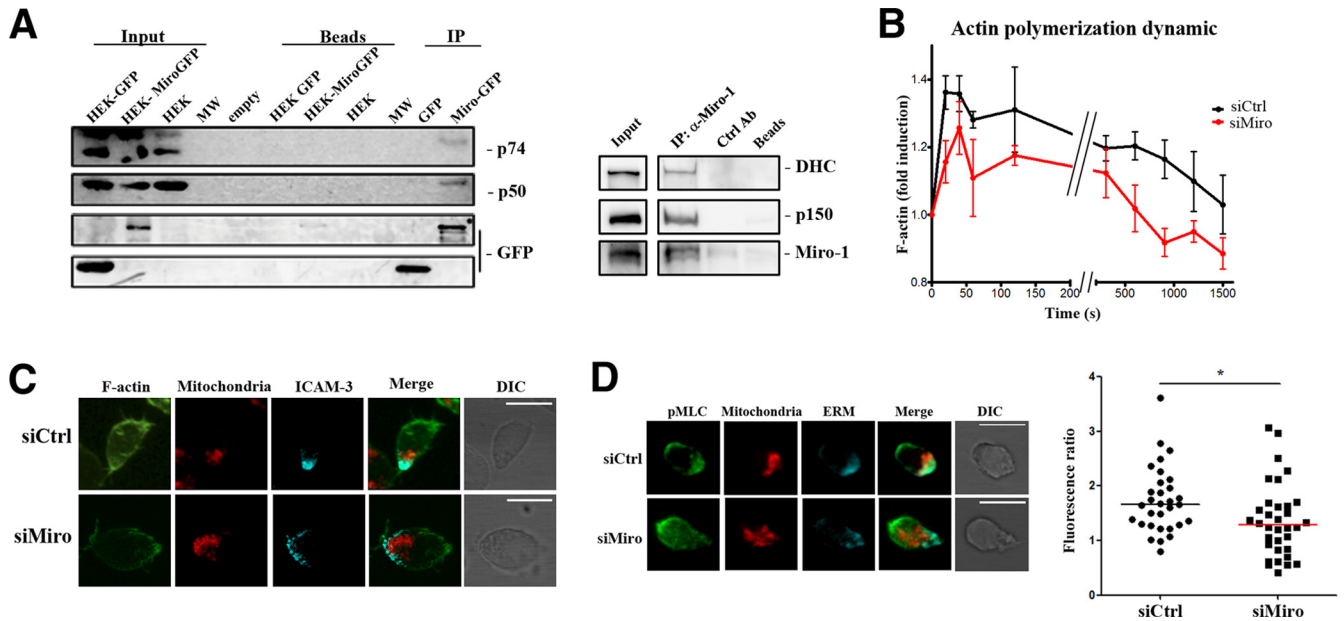 A
Input
Beads
IP
HEK-GFP
HEK- MiroGFP
HEK
MW
empty
HEK GFP
HEK-MiroGFP
HEK
MW
GFP
Miro-GFP
- p74
- p50
- GFP
Input
IP: α-Miro-1
Ctrl Ab
Beads
- DHC
- p150
- Miro-1
B
Actin polymerization dynamic
F-actin (fold induction)
1.4
1.2
1.0
0.8
0
50
100
150
200
500
1000
1500
Time (s)
siCtrl
siMiro
C
F-actin
Mitochondria
ICAM-3
Merge
DIC
siCtrl
siMiro
D
pMLC
Mitochondria
ERM
Merge
DIC
siCtrl
siMiro
Fluorescence ratio
4
3
2
1
0
*
siCtrl
siMiro